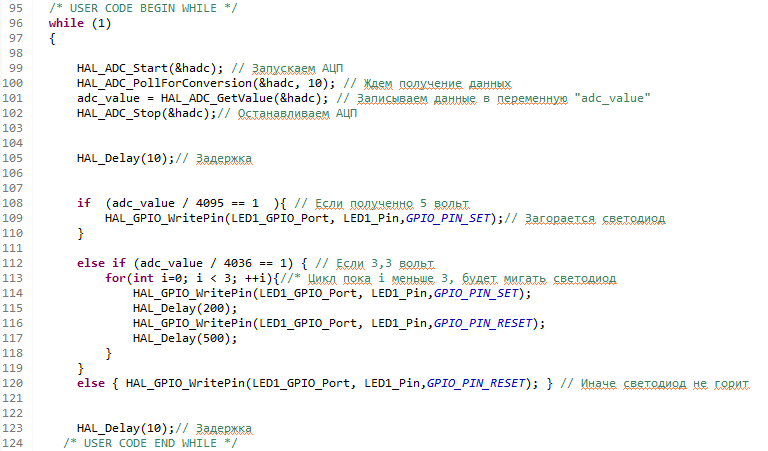 95 /* USER CODE BEGIN WHILE */
96 while (1)
97 {
98
99 HAL_ADC_Start(&hadc); // Запускаем АЦП
100 HAL_ADC_PollForConversion(&hadc, 10); // Ждем получение данных
101 adc_value = HAL_ADC_GetValue(&hadc); // Записываем данные в переменную "adc_value"
102 HAL_ADC_Stop(&hadc);// Останавливаем АЦП
103
104
105 HAL_Delay(10);// Задержка
106
107
108 if (adc_value / 4095 == 1 ){ // Если полученно 5 вольт
109 HAL_GPIO_WritePin(LED1_GPIO_Port, LED1_Pin,GPIO_PIN_SET);// Загорается светодиод
110 }
111
112 else if (adc_value / 4036 == 1) { // Если 3,3 вольт
113 for(int i=0; i < 3; ++i){//* Цикл пока i меньше 3, будет мигать светодиод
114 HAL_GPIO_WritePin(LED1_GPIO_Port, LED1_Pin,GPIO_PIN_SET);
115 HAL_Delay(200);
116 HAL_GPIO_WritePin(LED1_GPIO_Port, LED1_Pin,GPIO_PIN_RESET);
117 HAL_Delay(500);
118 }
119 }
120 else { HAL_GPIO_WritePin(LED1_GPIO_Port, LED1_Pin,GPIO_PIN_RESET); } // Иначе светодиод не горит
121
122
123 HAL_Delay(10);// Задержка
124 /* USER CODE END WHILE */